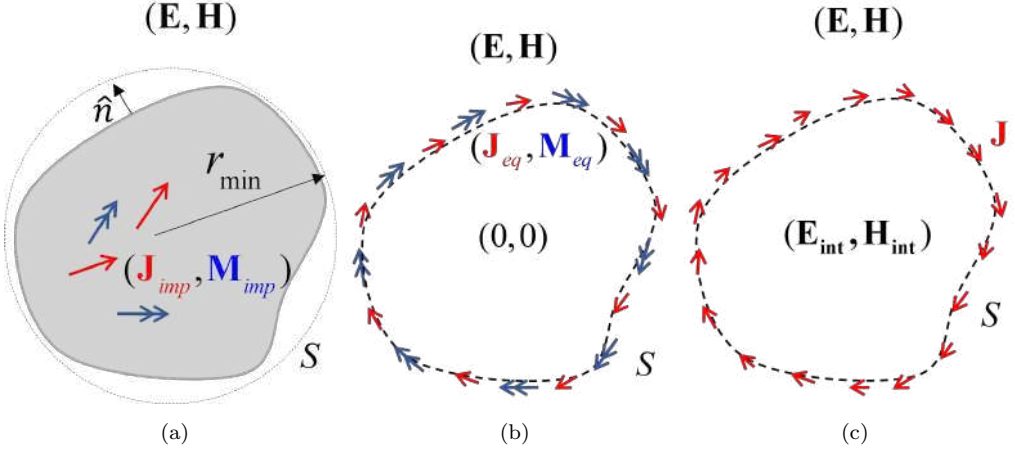 (E, H)
n̂
r_min
(J_imp, M_imp)
S
(a)
(E, H)
(J_eq, M_eq)
(0, 0)
S
(b)
(E, H)
J
(E_int, H_int)
S
(c)